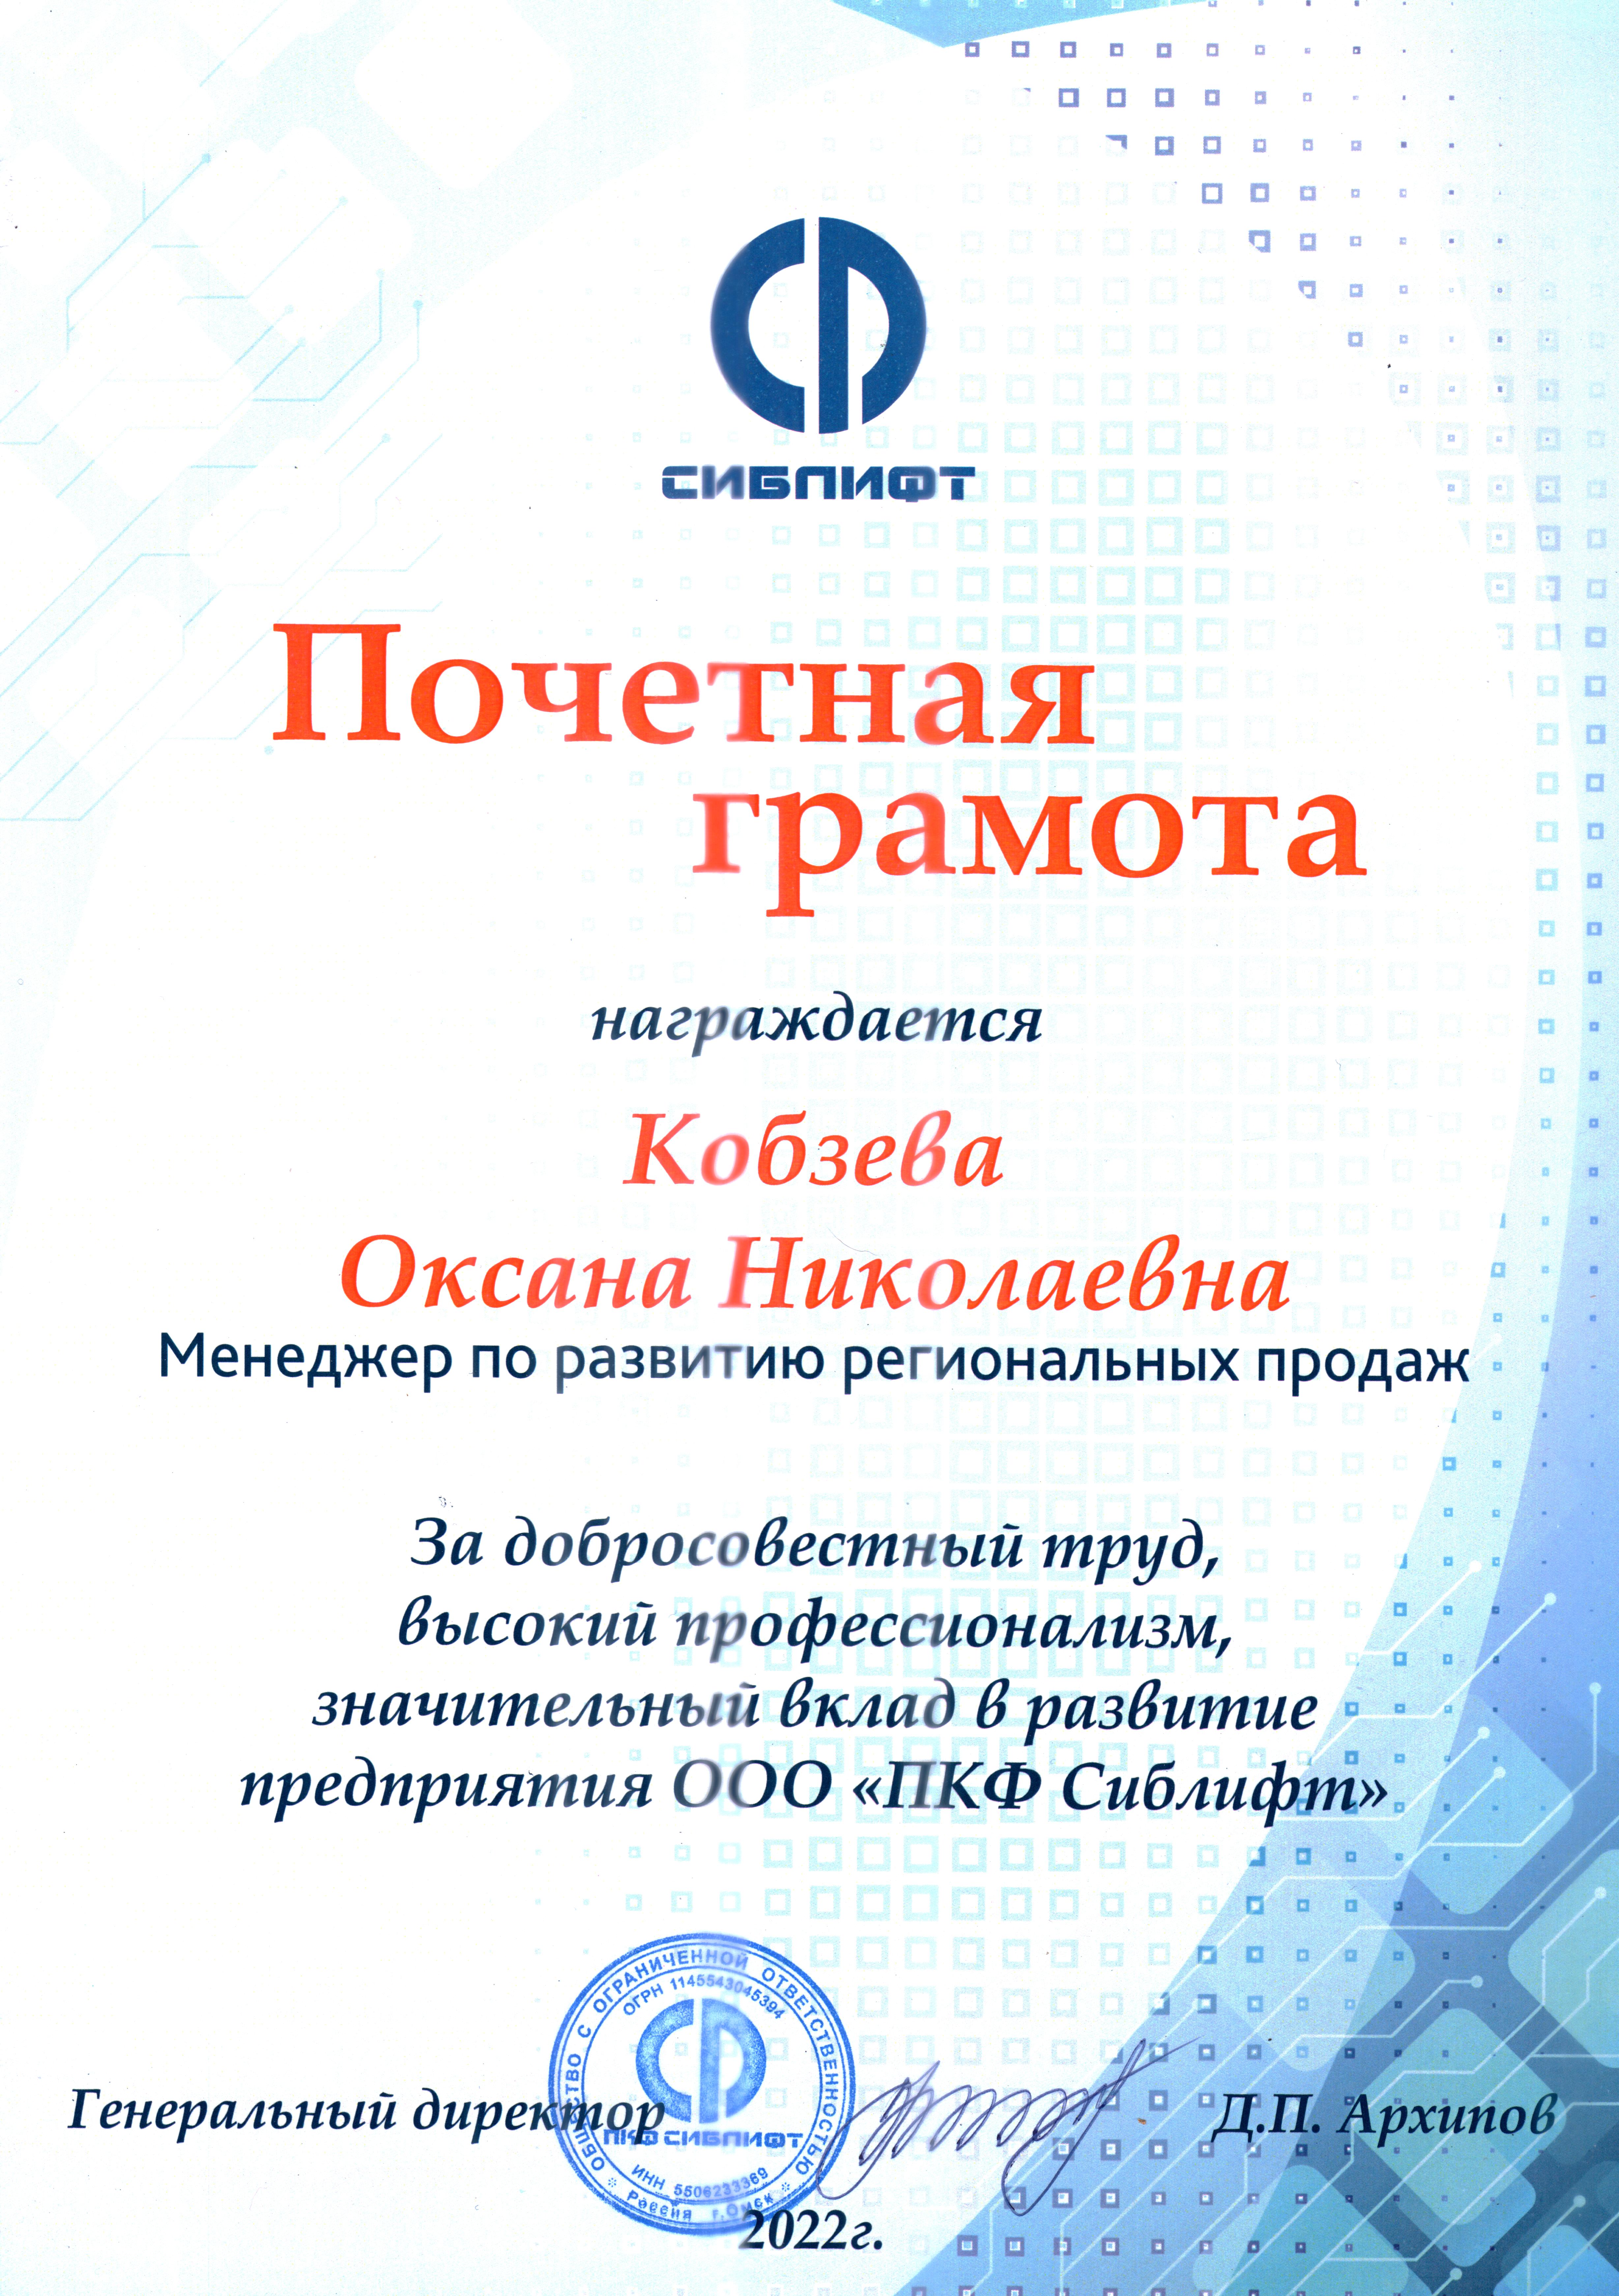 СИБЛИФТ
Почетная
грамота
награждается
Кобзева
Оксана Николаевна
Менеджер по развитию региональных продаж
За добросовестный труд,
высокий профессионализм,
значительный вклад в развитие
предприятия ООО «ПКФ Сиблифт»
ОБЩЕСТВО С ОГРАНИЧЕННОЙ ОТВЕТСТВЕННОСТЬЮ
ОГРН 1145543045394
Генеральный директор
Д.П. Архипов
ПКФ СИБЛИФТ
ИНН 5506233369
Россия г. Омск
2022г.